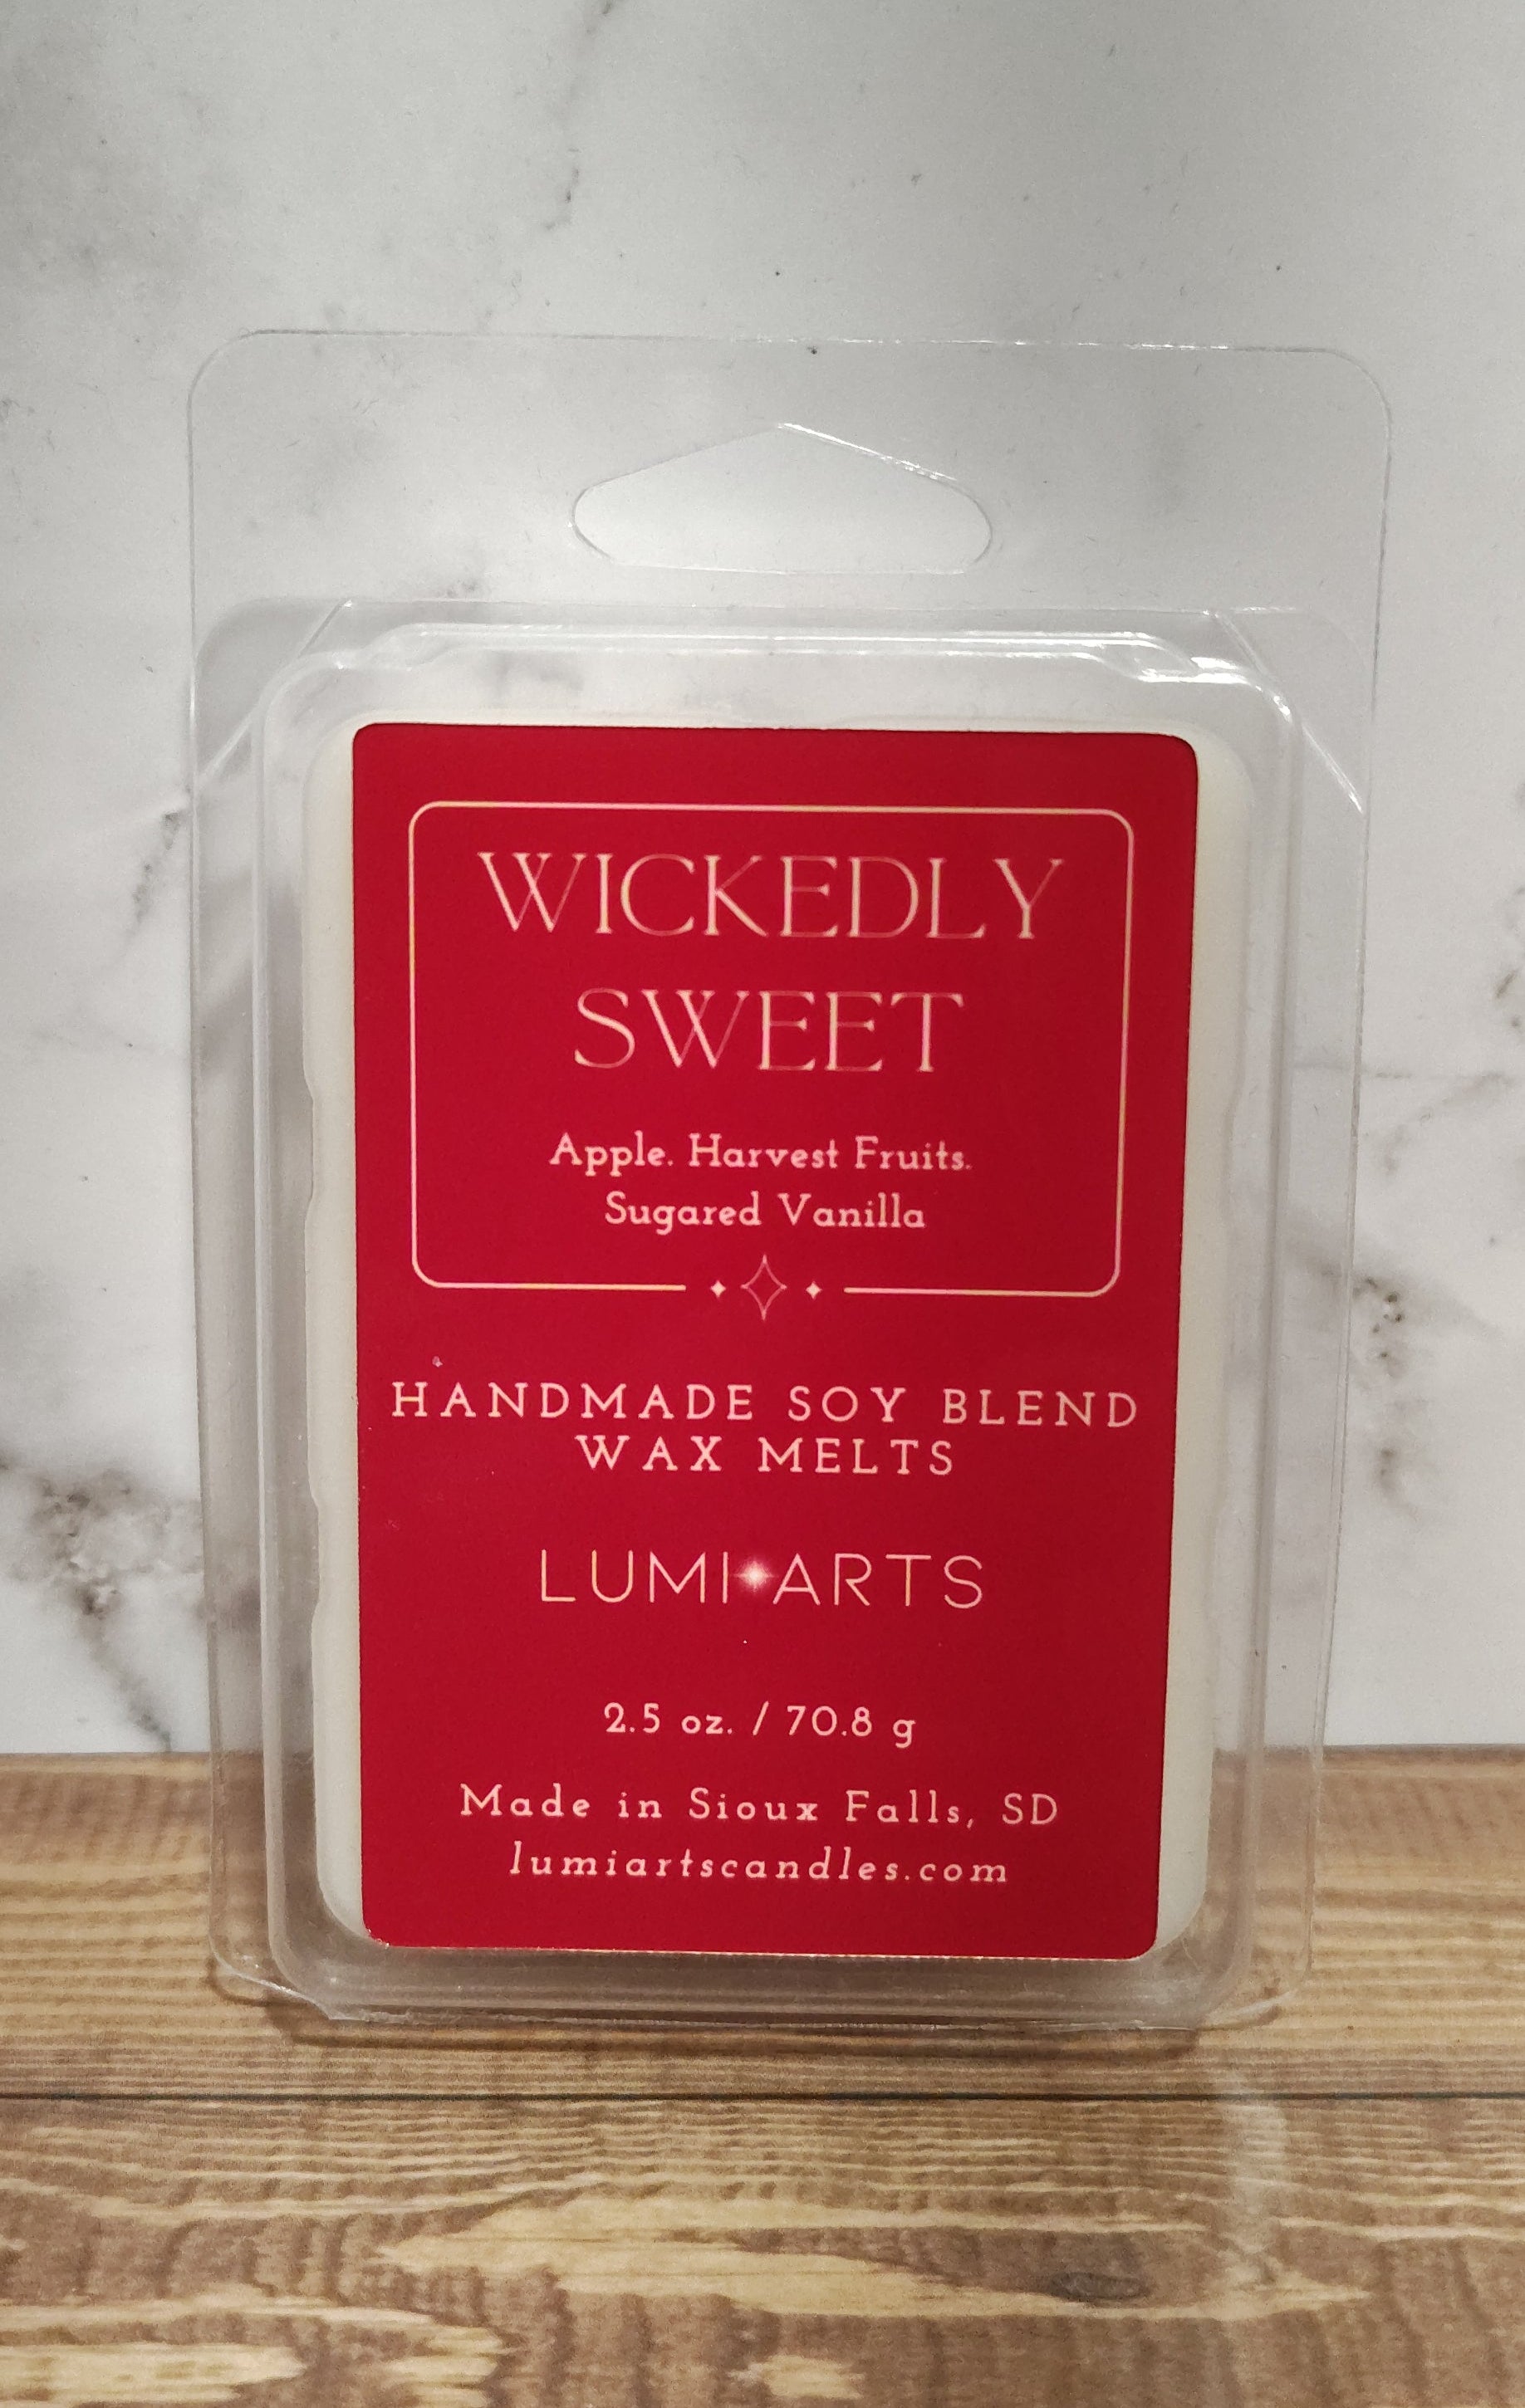 WICKEDLY
SWEET
Apple. Harvest Fruits.
Sugared Vanilla
HANDMADE SOY BLEND
WAX MELTS
LUMI ARTS
2.5 oz. / 70.8 g
Made in Sioux Falls, SD
lumiartscandles.com